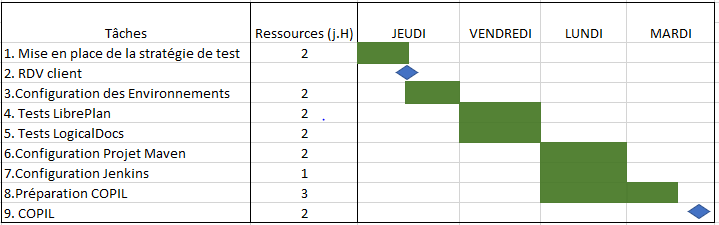 Tâches Ressources (j.H) JEUDI VENDREDI LUNDI MARDI
1. Mise en place de la stratégie de test 2
2. RDV client
3.Configuration des Environnements 2
4. Tests LibrePlan 2
5. Tests LogicalDocs 2
6.Configuration Projet Maven 2
7.Configuration Jenkins 1
8.Préparation COPIL 3
9. COPIL 2